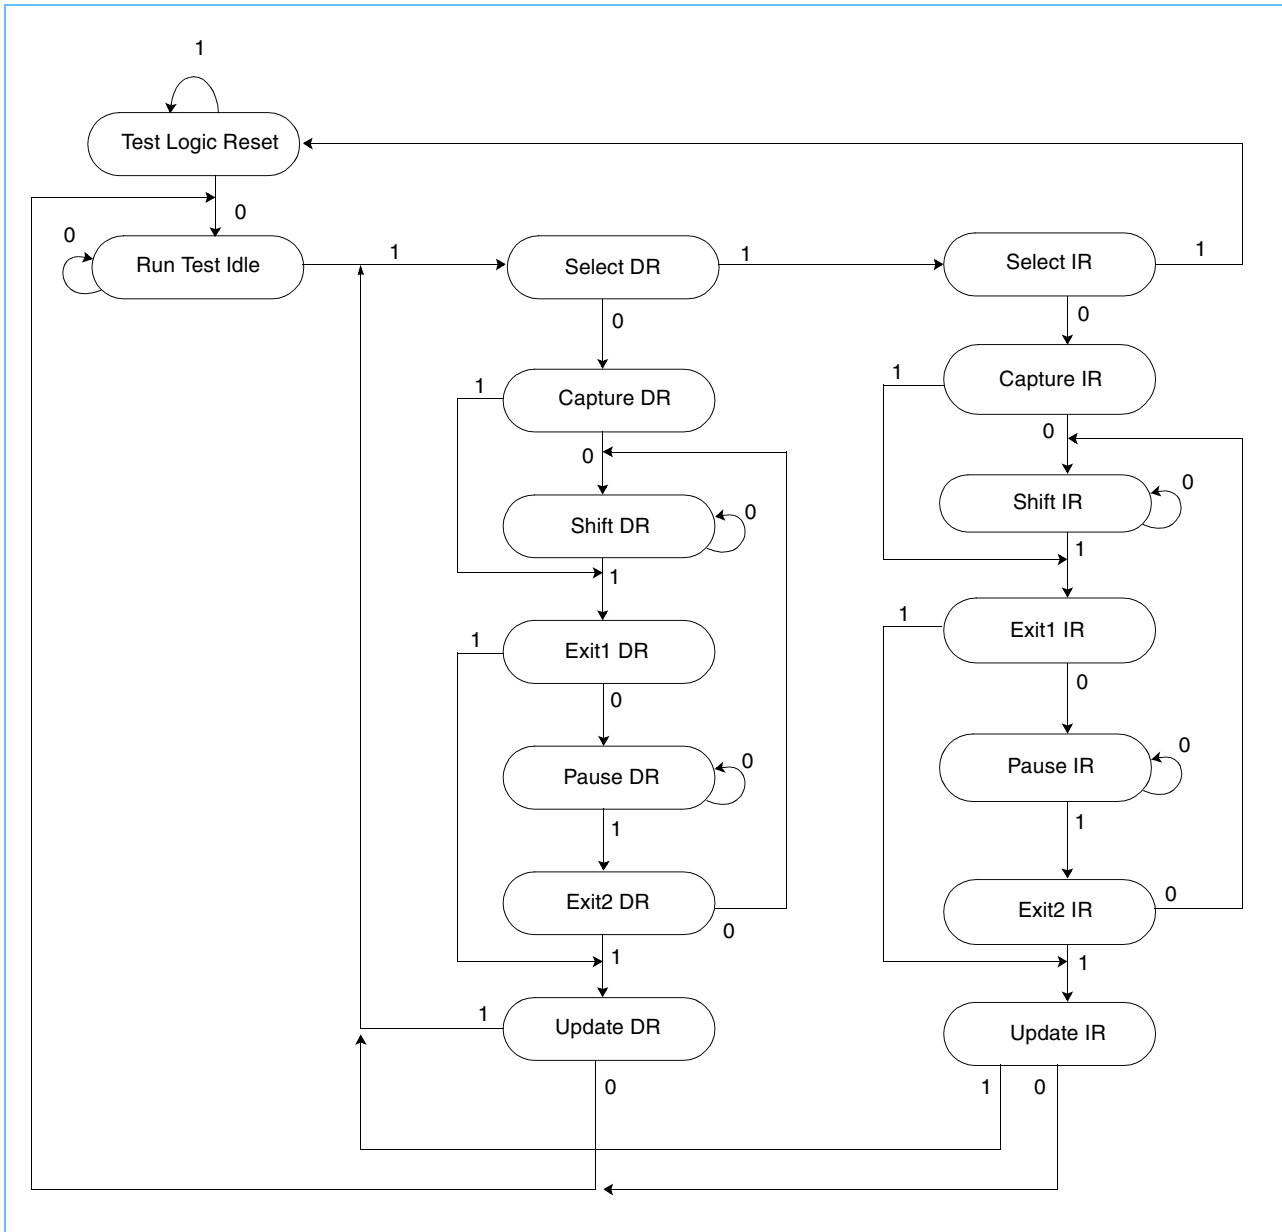 1
Test Logic Reset
0
0
Run Test Idle
1
Select DR
1
Select IR
1
0
0
1
Capture DR
1
Capture IR
0
0
Shift DR
0
Shift IR
0
1
1
1
Exit1 DR
1
Exit1 IR
0
0
Pause DR
0
Pause IR
0
1
1
Exit2 DR
0
Exit2 IR
0
1
1
1
Update DR
Update IR
0
1
0